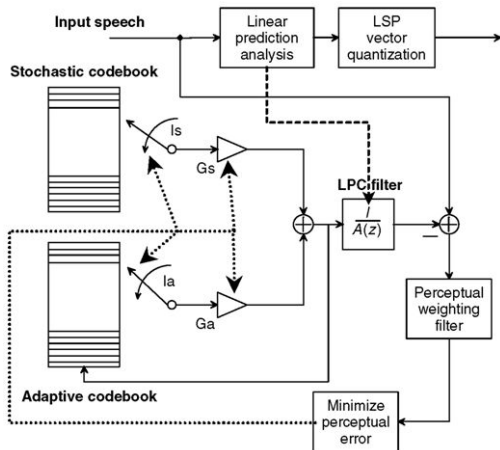 Input speech
Linear
prediction
analysis
LSP
vector
quantization
Stochastic codebook
Is
Gs
LPC filter
1
A(z)
Ia
Ga
Perceptual
weighting
filter
Adaptive codebook
Minimize
perceptual
error